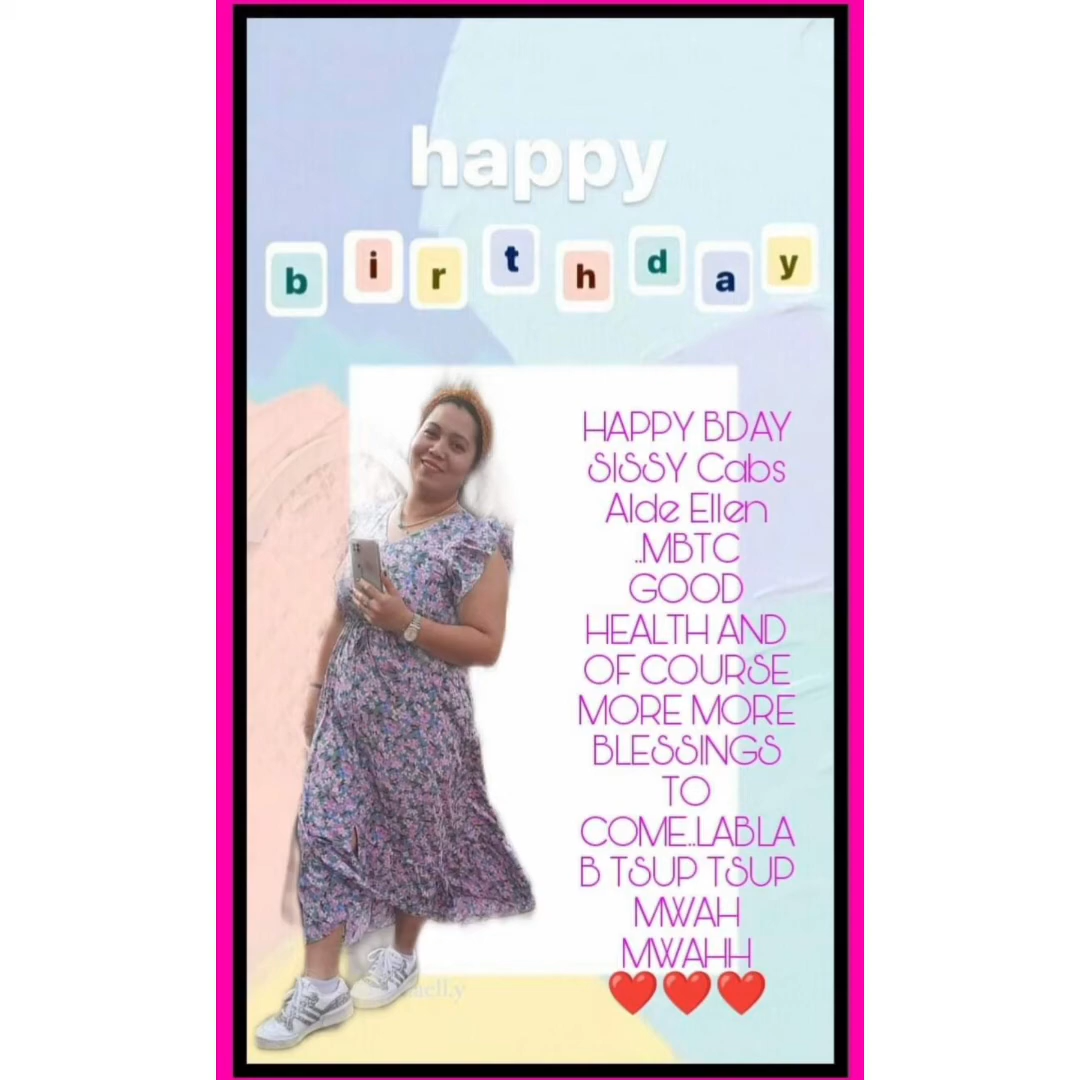 happy
birthday
HAPPY BDAY
SISSY Cabs
Alde Ellen
..MBTC
GOOD
HEALTH AND
OF COURSE
MORE MORE
BLESSINGS
TO
COME..LABLA
B TSUP TSUP
MWAH
MWAHH